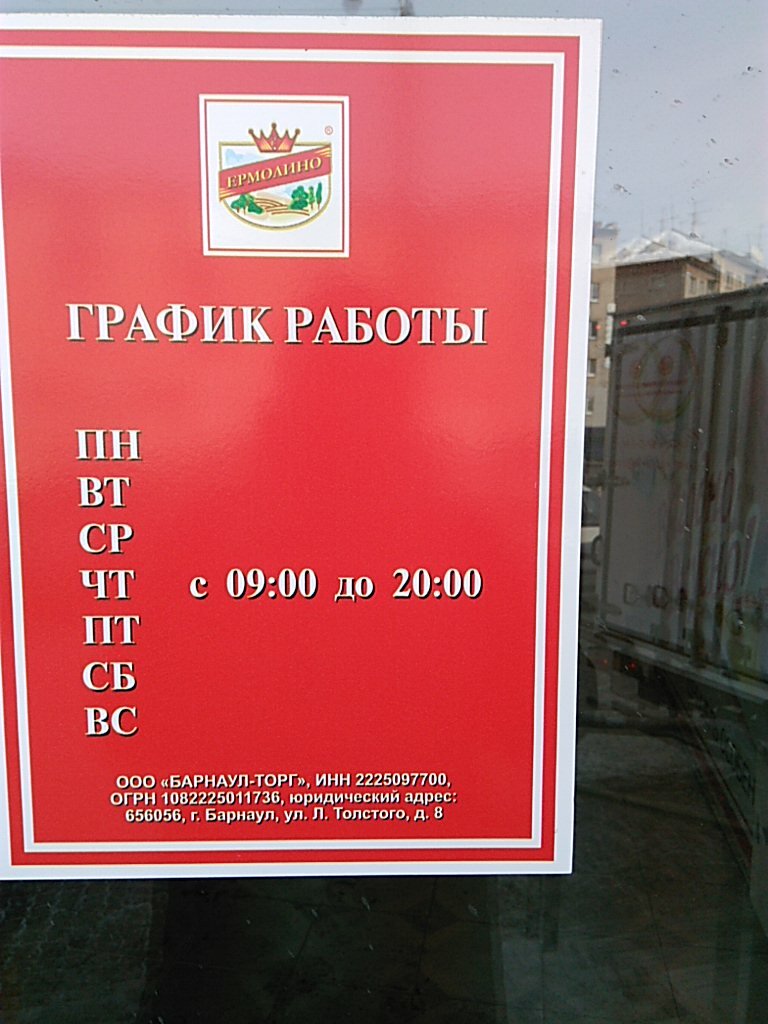 ЕРМОЛИНО
ГРАФИК РАБОТЫ
ПН
ВТ
СР
ЧТ с 09:00 до 20:00
ПТ
СБ
ВС
ООО «БАРНАУЛ-ТОРГ», ИНН 2225097700,
ОГРН 1082225011736, юридический адрес:
656056, г. Барнаул, ул. Л. Толстого, д. 8